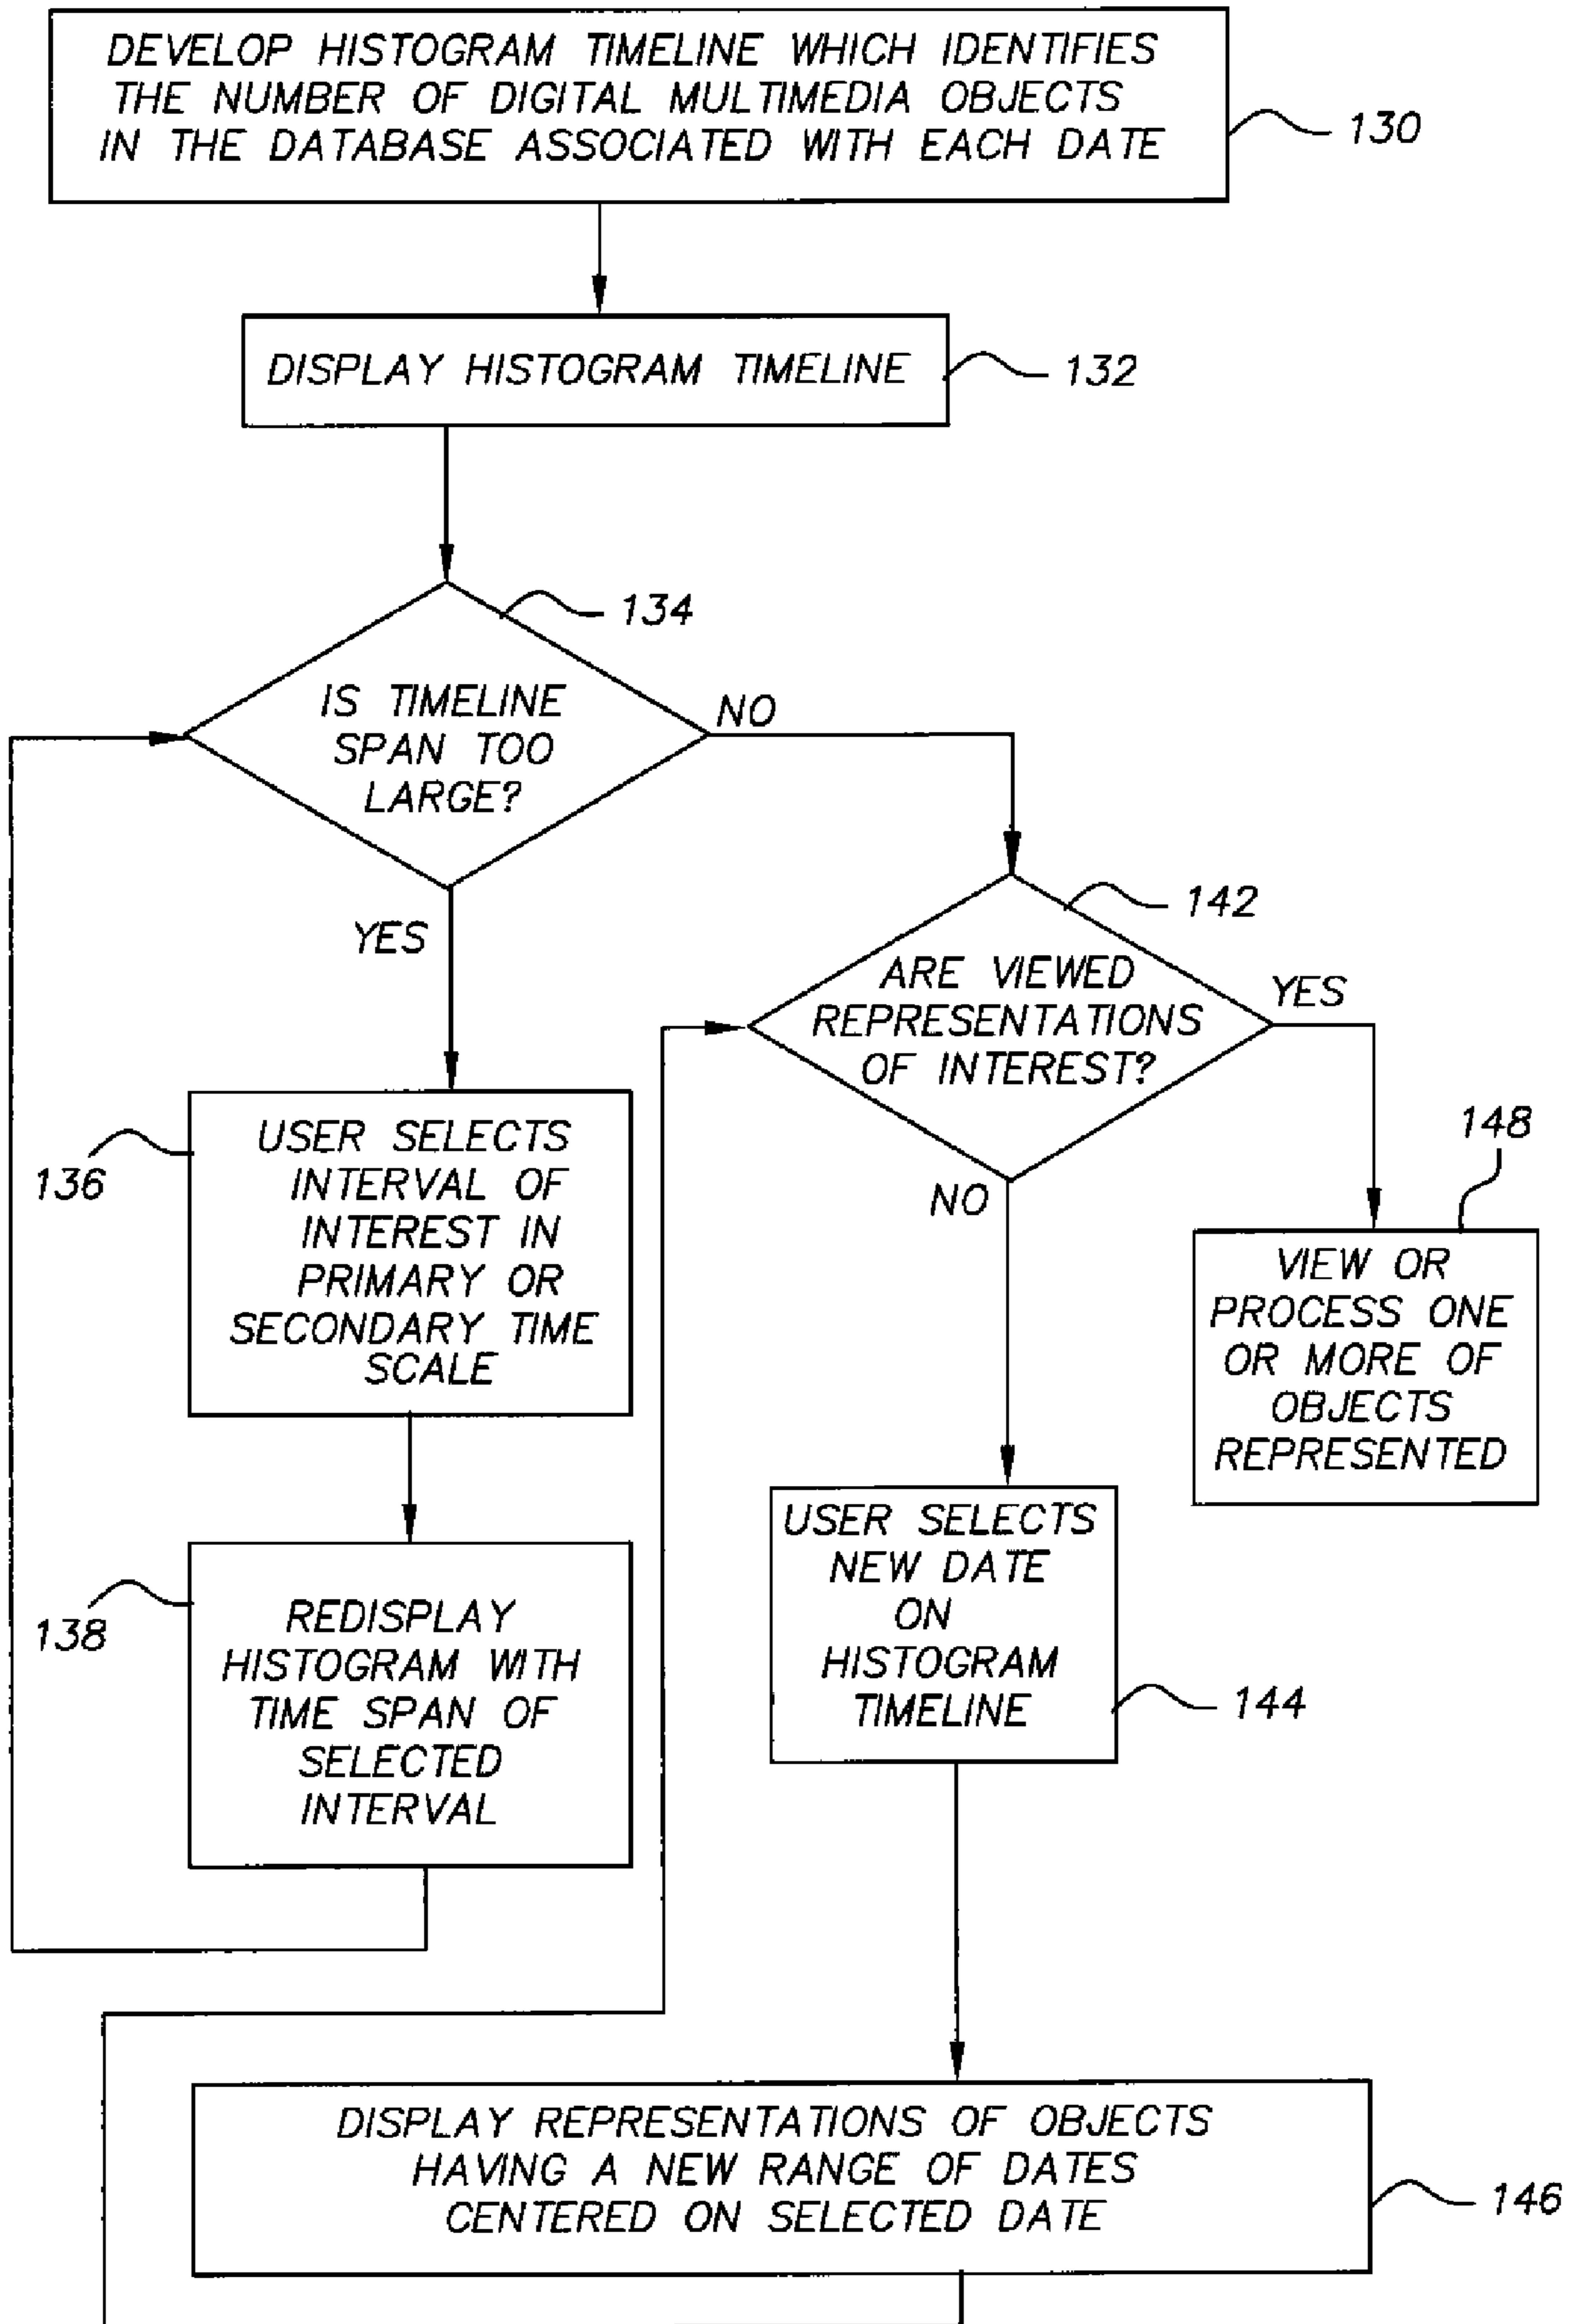 DEVELOP HISTOGRAM TIMELINE WHICH IDENTIFIES
THE NUMBER OF DIGITAL MULTIMEDIA OBJECTS
IN THE DATABASE ASSOCIATED WITH EACH DATE
130
DISPLAY HISTOGRAM TIMELINE
132
134
IS TIMELINE
SPAN TOO
LARGE?
NO
YES
142
ARE VIEWED
REPRESENTATIONS
OF INTEREST?
YES
NO
136
USER SELECTS
INTERVAL OF
INTEREST IN
PRIMARY OR
SECONDARY TIME
SCALE
148
VIEW OR
PROCESS ONE
OR MORE OF
OBJECTS
REPRESENTED
138
REDISPLAY
HISTOGRAM WITH
TIME SPAN OF
SELECTED
INTERVAL
USER SELECTS
NEW DATE
ON
HISTOGRAM
TIMELINE
144
DISPLAY REPRESENTATIONS OF OBJECTS
HAVING A NEW RANGE OF DATES
CENTERED ON SELECTED DATE
146